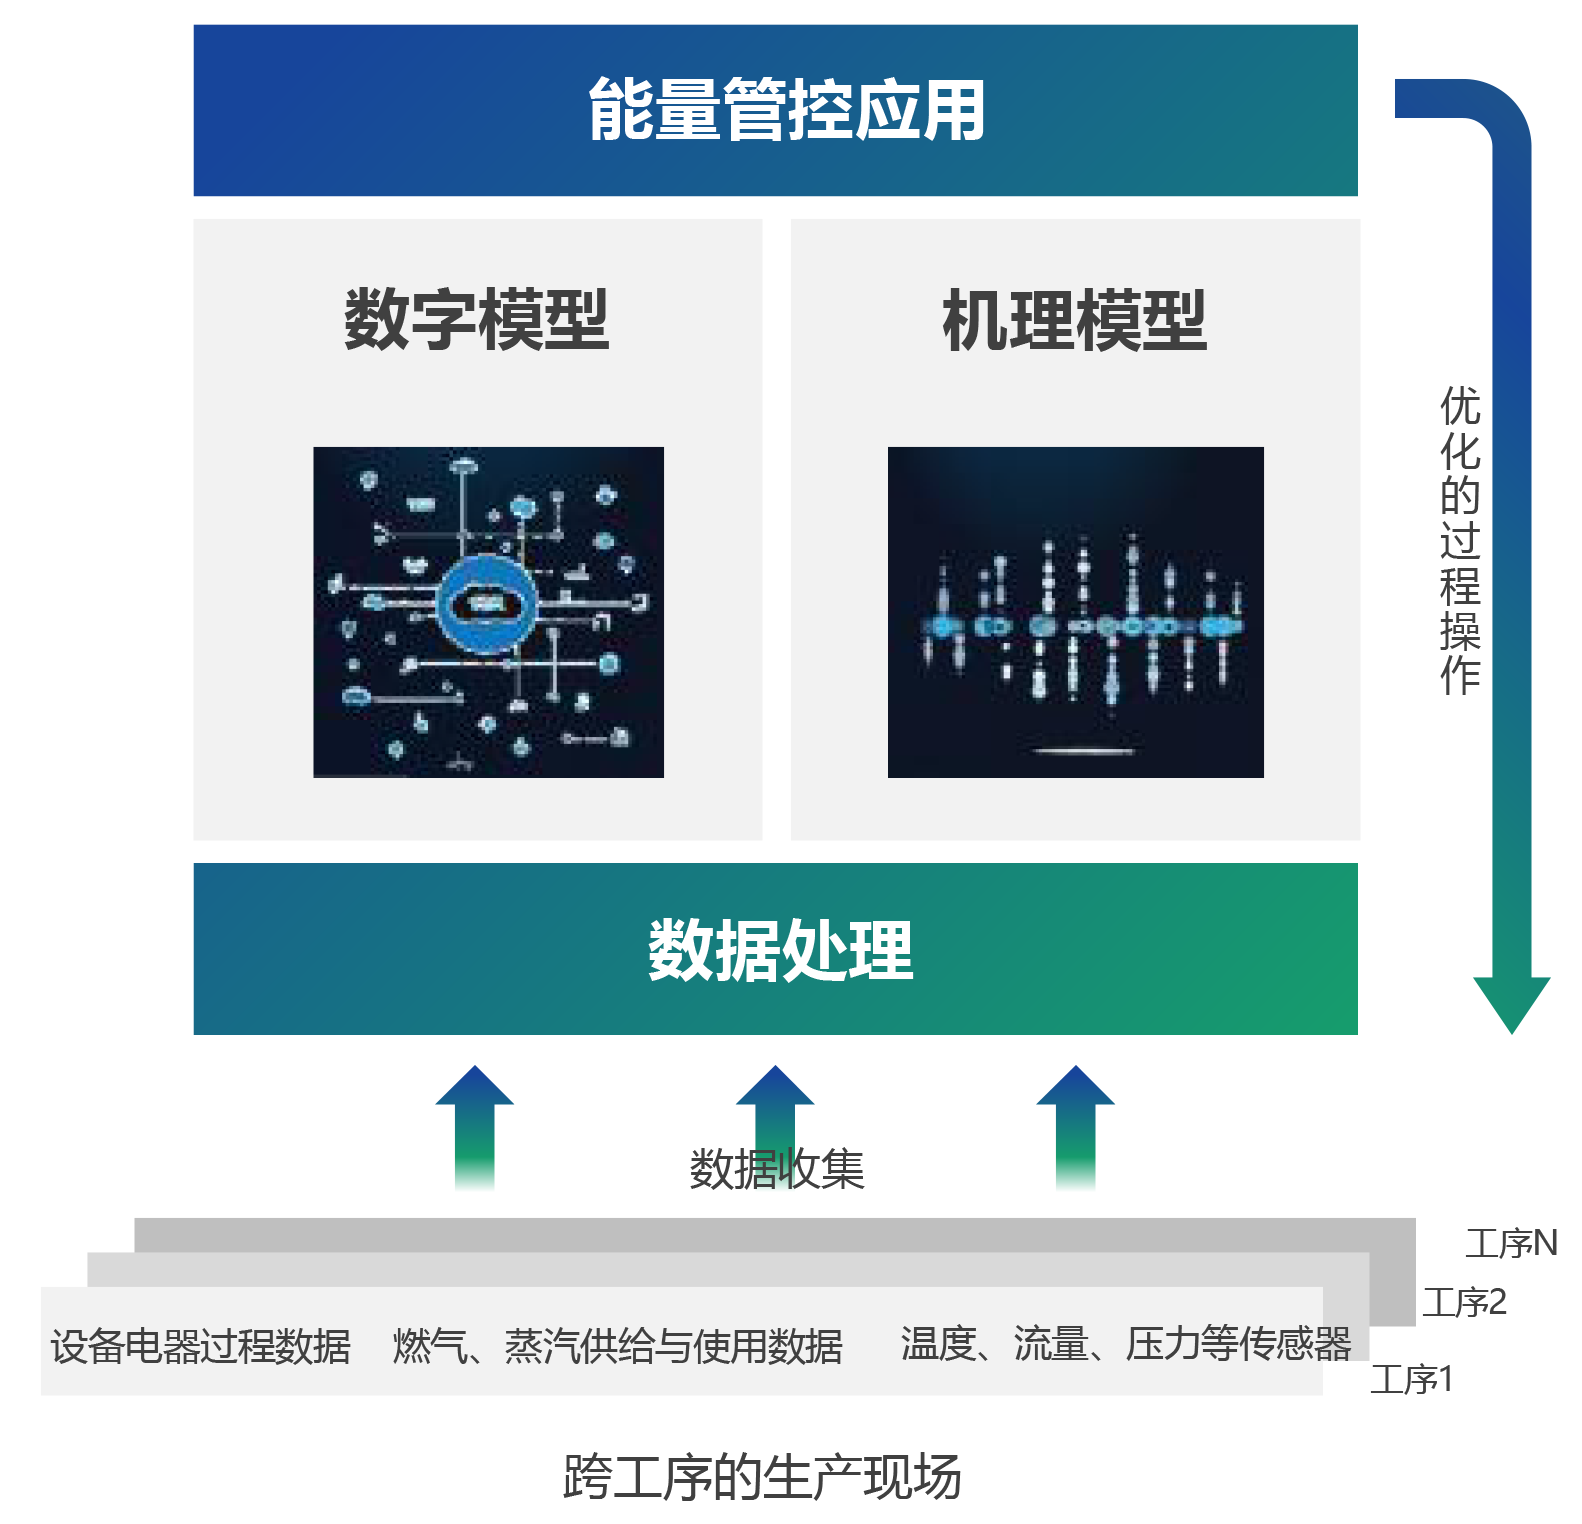 能量管控应用
数字模型
机理模型
优化的过程操作
数据处理
数据收集
工序N
工序2
设备电器过程数据 燃气、蒸汽供给与使用数据 温度、流量、压力等传感器
工序1
跨工序的生产现场